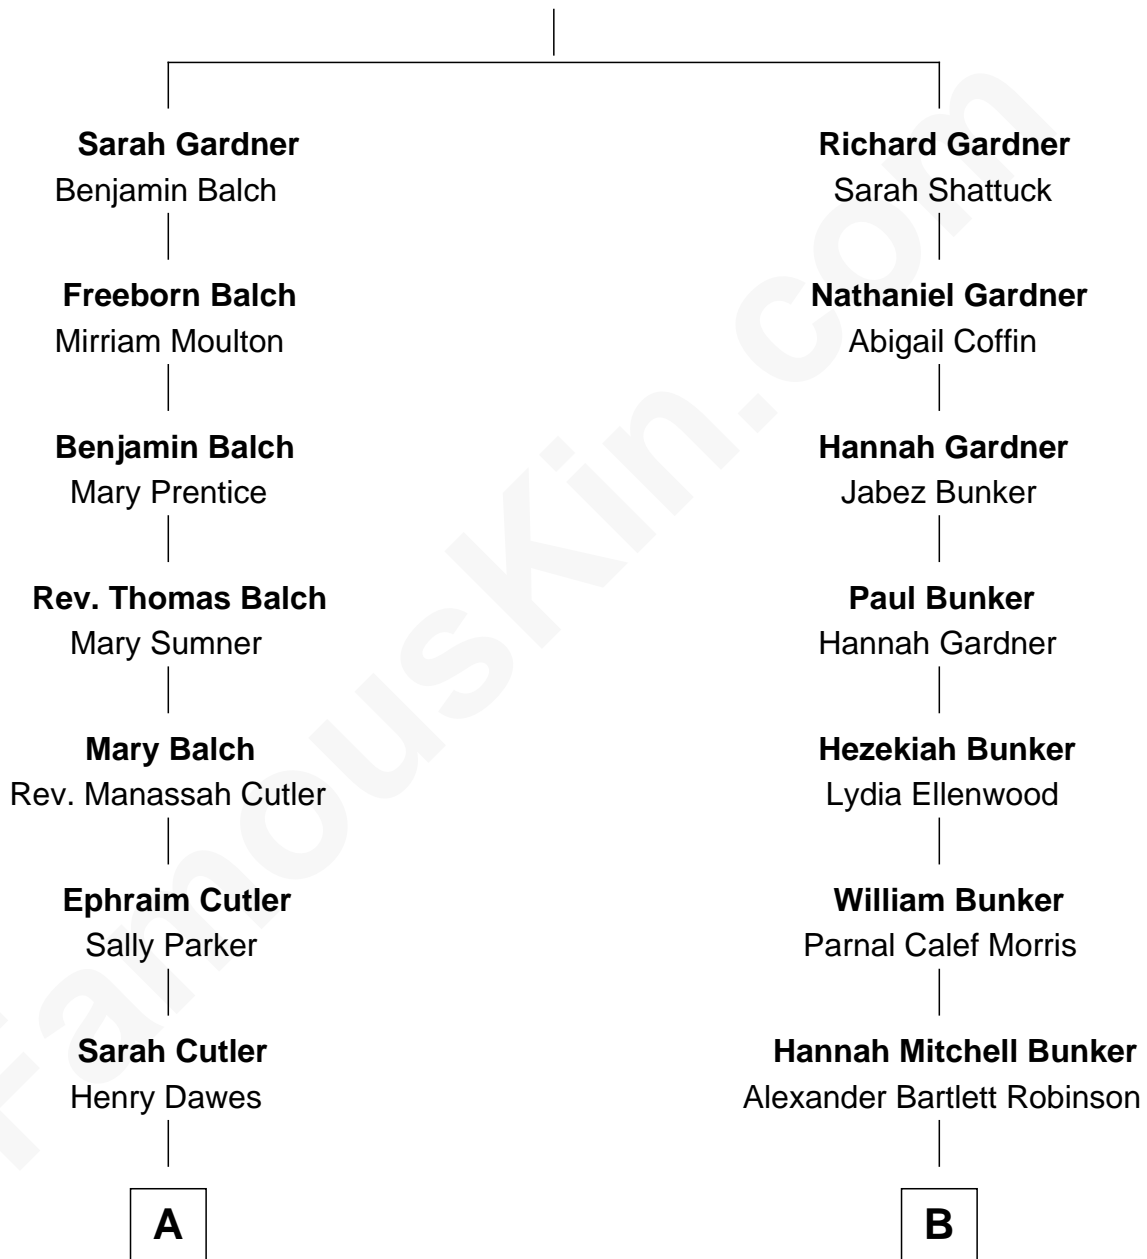 Sarah Gardner
Benjamin Balch
Freeborn Balch
Mirriam Moulton
Benjamin Balch
Mary Prentice
Rev. Thomas Balch
Mary Sumner
Mary Balch
Rev. Manassah Cutler
Ephraim Cutler
Sally Parker
Sarah Cutler
Henry Dawes
A
Richard Gardner
Sarah Shattuck
Nathaniel Gardner
Abigail Coffin
Hannah Gardner
Jabez Bunker
Paul Bunker
Hannah Gardner
Hezekiah Bunker
Lydia Ellenwood
William Bunker
Parnal Calef Morris
Hannah Mitchell Bunker
Alexander Bartlett Robinson
B
FamousKin.com